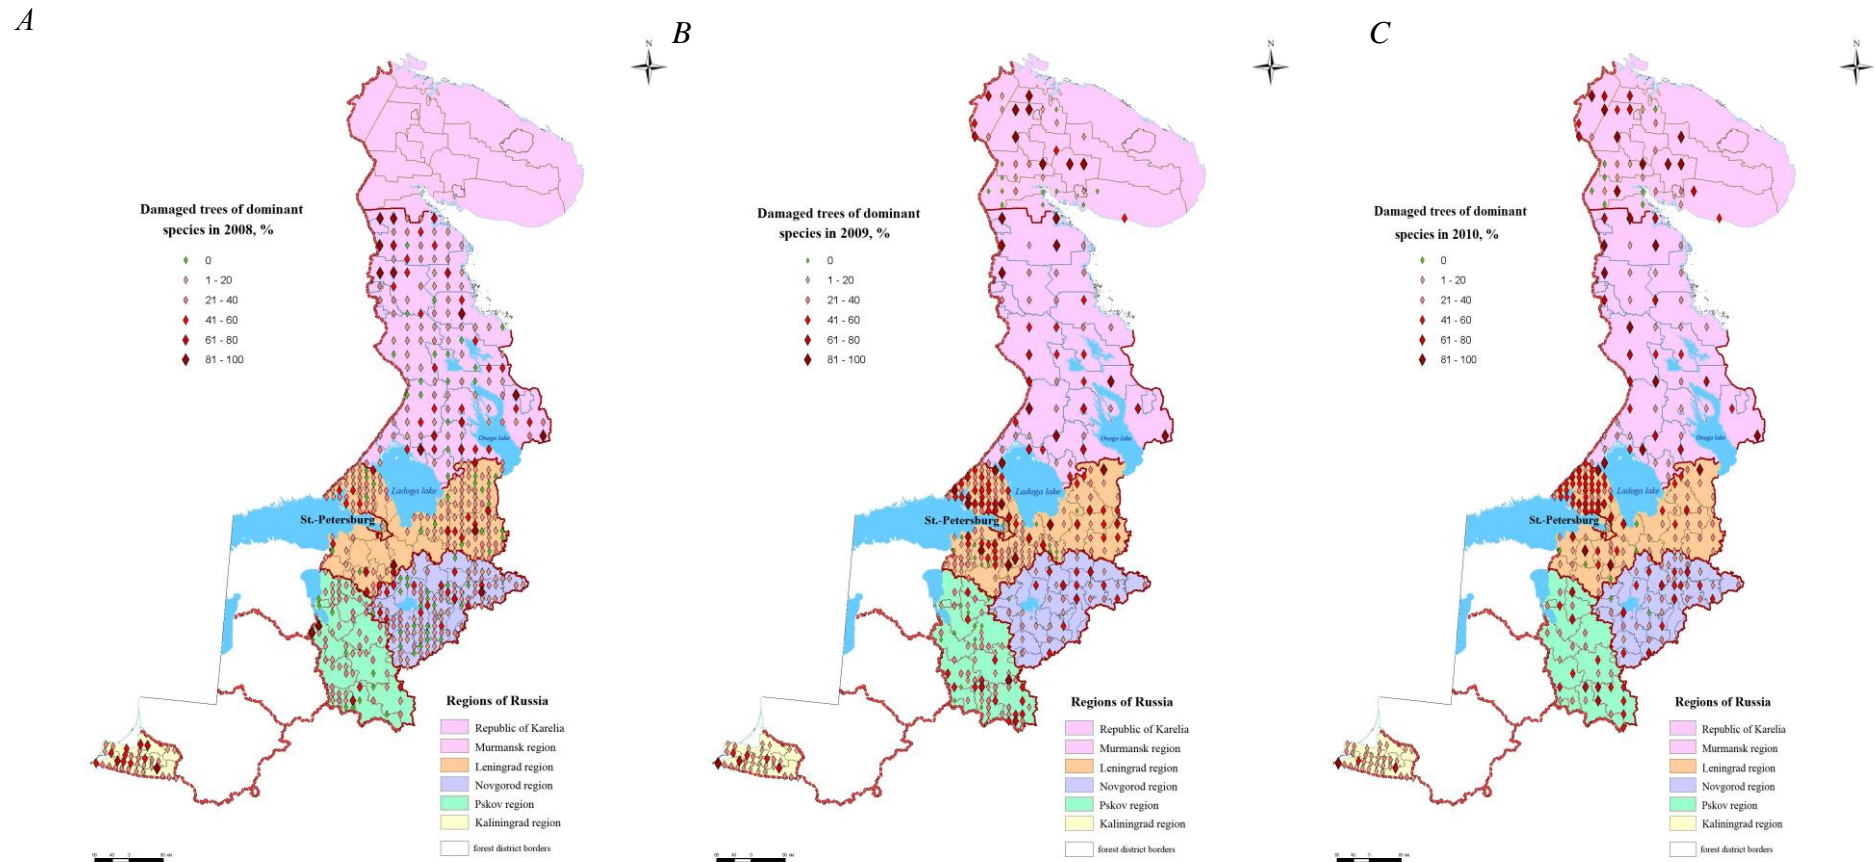 A
N
Damaged trees of dominant
species in 2008, %
0
1 - 20
21 - 40
41 - 60
61 - 80
81 - 100
Onega lake
Ladoga lake
St.-Petersburg
Regions of Russia
Republic of Karelia
Murmansk region
Leningrad region
Novgorod region
Pskov region
Kaliningrad region
forest district borders
B
N
Damaged trees of dominant
species in 2009, %
0
1 - 20
21 - 40
41 - 60
61 - 80
81 - 100
Onega lake
Ladoga lake
St.-Petersburg
Regions of Russia
Republic of Karelia
Murmansk region
Leningrad region
Novgorod region
Pskov region
Kaliningrad region
forest district borders
C
N
Damaged trees of dominant
species in 2010, %
0
1 - 20
21 - 40
41 - 60
61 - 80
81 - 100
Onega lake
Ladoga lake
St.-Petersburg
Regions of Russia
Republic of Karelia
Murmansk region
Leningrad region
Novgorod region
Pskov region
Kaliningrad region
forest district borders